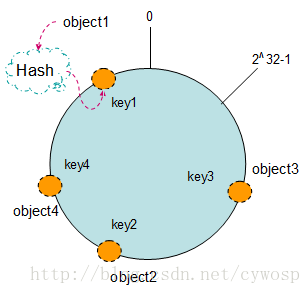 object1
0
2^32-1
Hash
key1
key4
key3
object3
object4
key2
object2
http://blog.csdn.net/cywosp